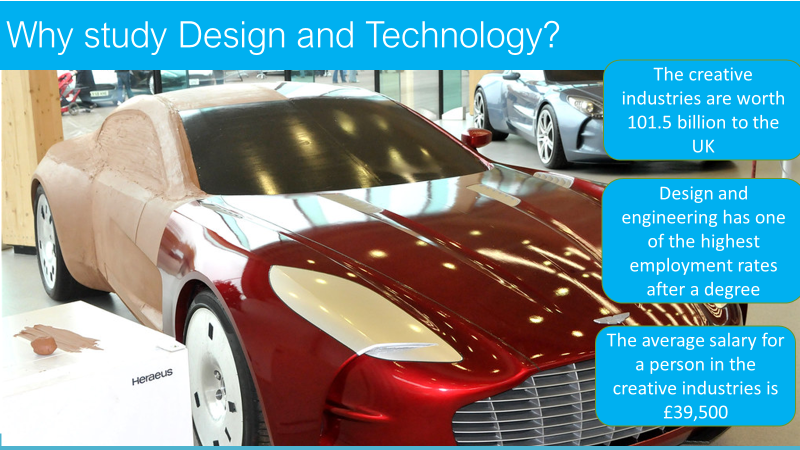 Why study Design and Technology?
The creative
industries are worth
101.5 billion to the
UK
Design and
engineering has one
of the highest
employment rates
after a degree
The average salary for
a person in the
creative industries is
£39,500
Heraeus